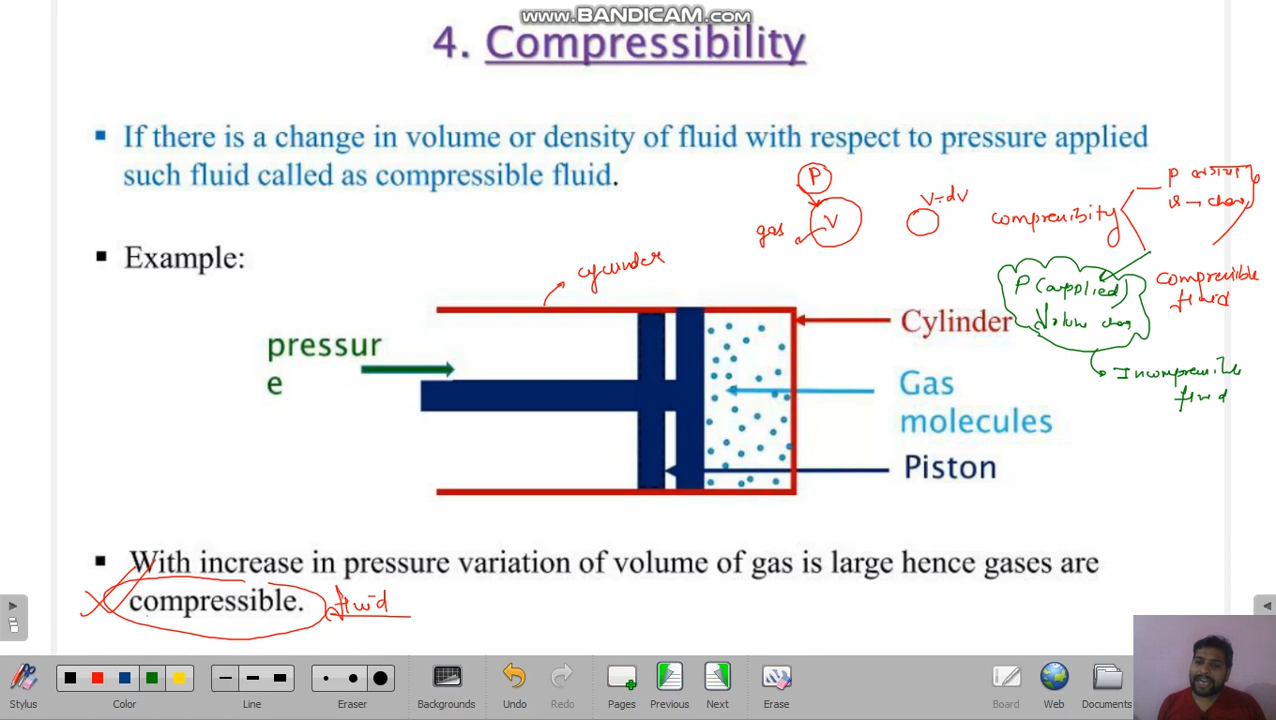 www.BANDICAM.com
4. Compressibility
▪ If there is a change in volume or density of fluid with respect to pressure applied
such fluid called as compressible fluid.
P
V
gas
V-dV
P
▪ Example:
cylinder
P (applied)
fluid
pressur
e
Cylinder
fluid
Gas
molecules
Piston
▪ With increase in pressure variation of volume of gas is large hence gases are
compressible. fluid
Stylus
Color
Line
Eraser
Backgrounds
Undo
Redo
Pages
Previous
Next
Erase
Board
Web
Documents